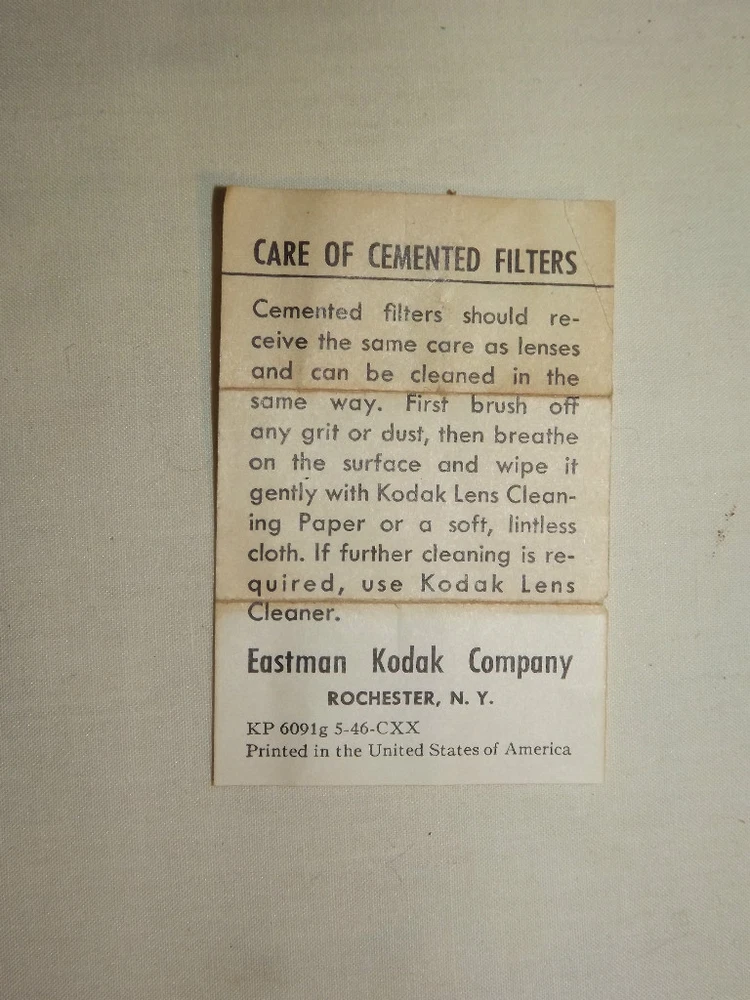 CARE OF CEMENTED FILTERS
Cemented filters should re-
ceive the same care as lenses
and can be cleaned in the
same way. First brush off
any grit or dust, then breathe
on the surface and wipe it
gently with Kodak Lens Clean-
ing Paper or a soft, lintless
cloth. If further cleaning is re-
quired, use Kodak Lens
Cleaner.
Eastman Kodak Company
ROCHESTER, N. Y.
KP 6091g 5-46-CXX
Printed in the United States of America